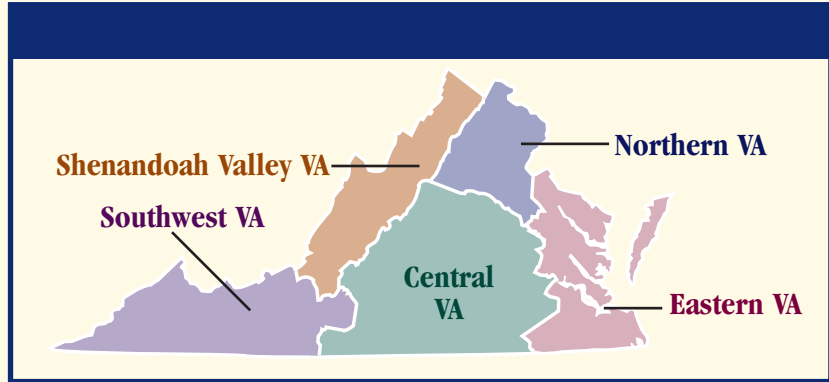 Northern VA
Shenandoah Valley VA
Southwest VA
Central
VA
Eastern VA